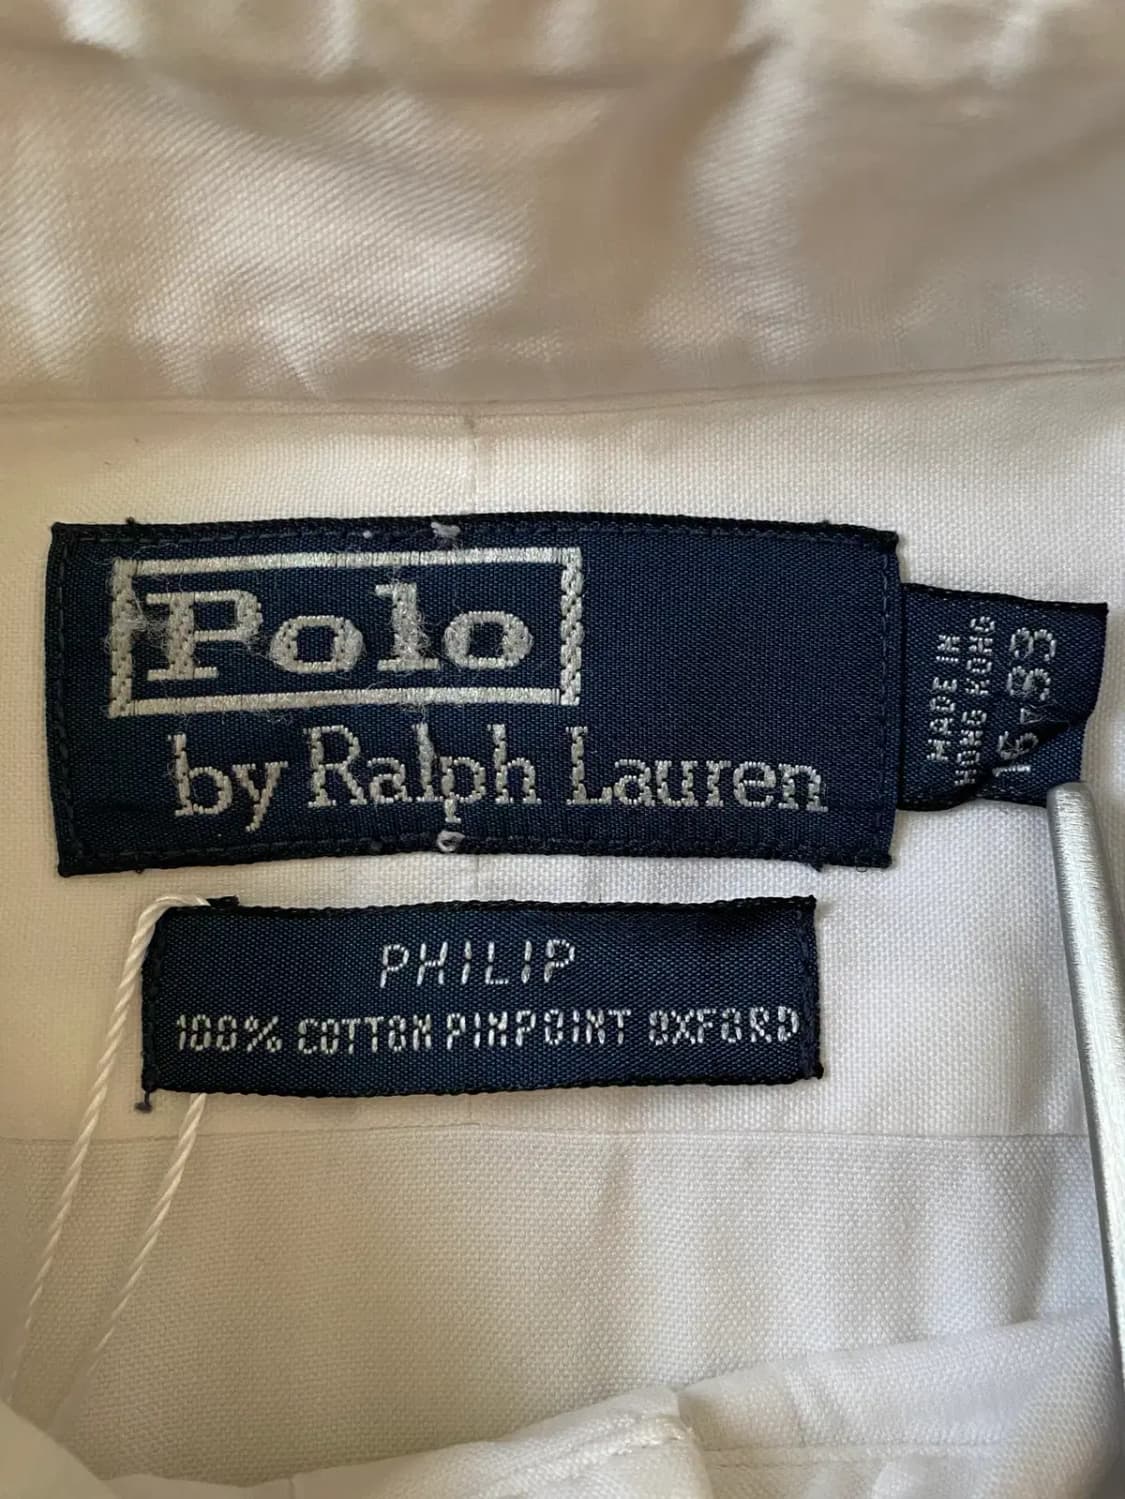 Polo
by Ralph Lauren
MADE IN
HONG KONG
16-33
PHILIP
100% COTTON PINPOINT OXFORD